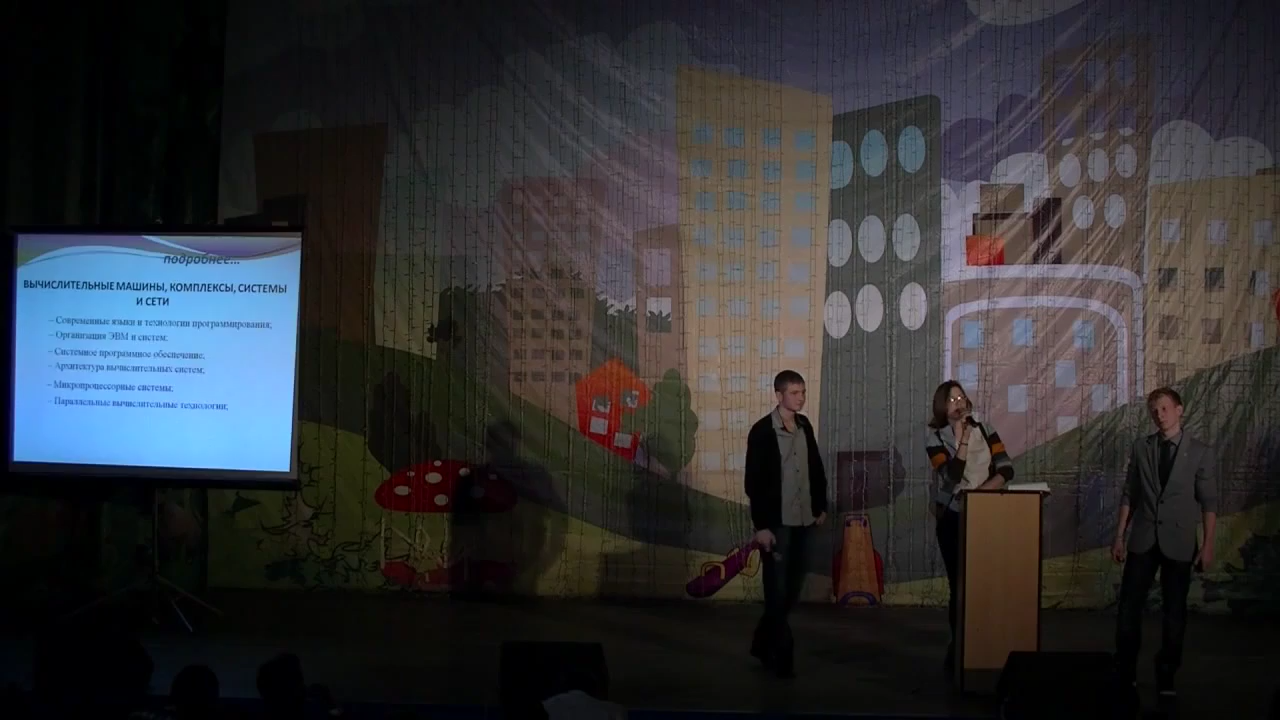 подробнее...
ВЫЧИСЛИТЕЛЬНЫЕ МАШИНЫ, КОМПЛЕКСЫ, СИСТЕМЫ
И СЕТИ
– Современные языки и технологии программирования;
– Организация ЭВМ и систем;
– Системное программное обеспечение;
– Архитектура вычислительных систем;
– Микропроцессорные системы;
– Параллельные вычислительные технологии;